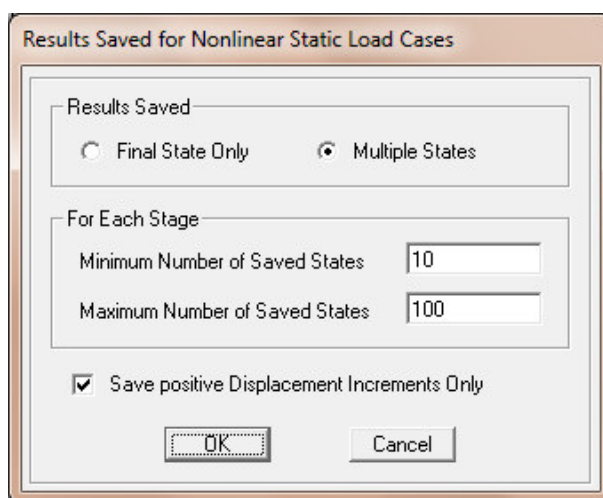 Results Saved for Nonlinear Static Load Cases
Results Saved
Final State Only Multiple States
For Each Stage
Minimum Number of Saved States 10
Maximum Number of Saved States 100
Save positive Displacement Increments Only
OK Cancel